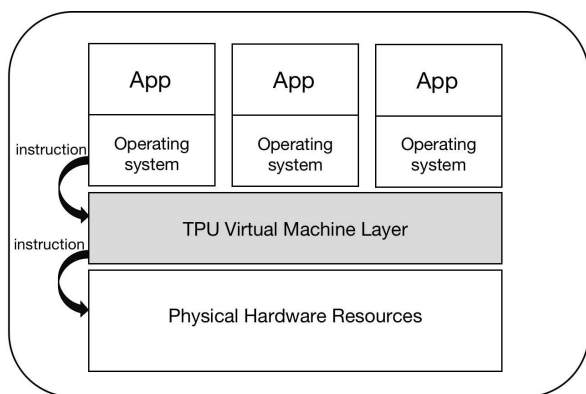 App
App
App
instruction
Operating
system
Operating
system
Operating
system
TPU Virtual Machine Layer
instruction
Physical Hardware Resources